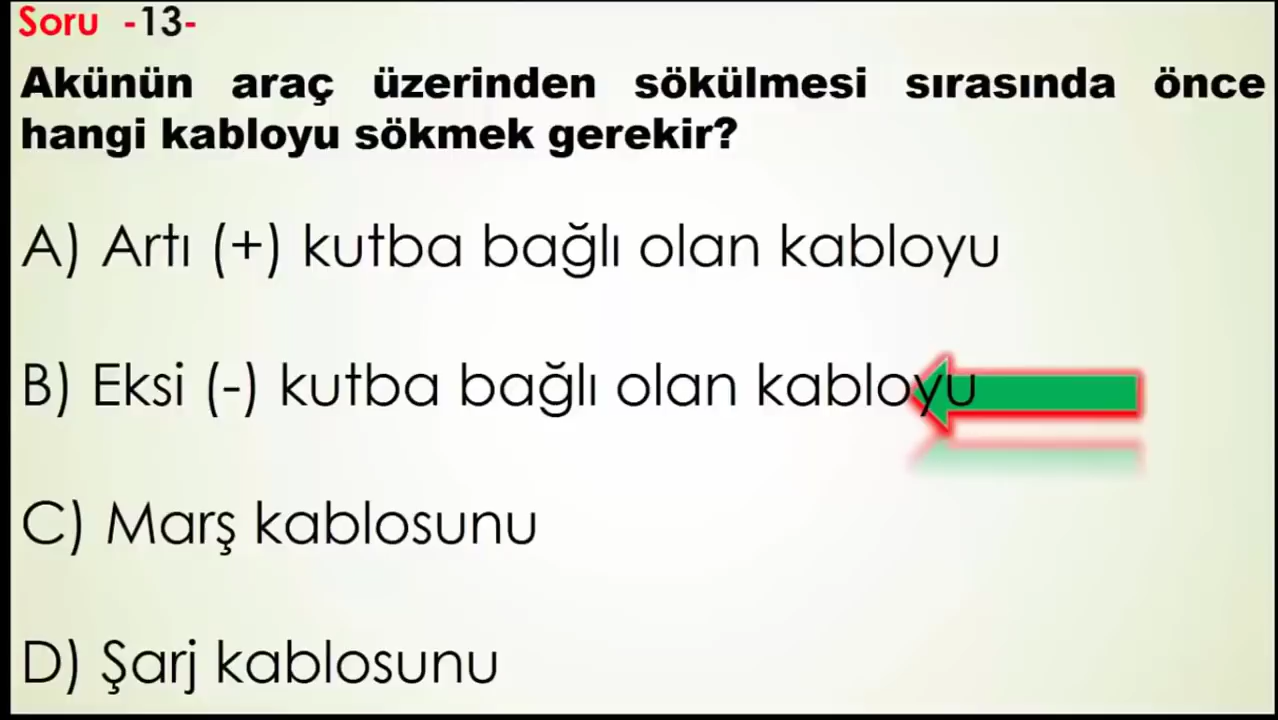 Soru -13-
Akünün araç üzerinden sökülmesi sırasında önce
hangi kabloyu sökmek gerekir?
A) Artı (+) kutba bağlı olan kabloyu
B) Eksi (-) kutba bağlı olan kabloyu
C) Marş kablosunu
D) Şarj kablosunu